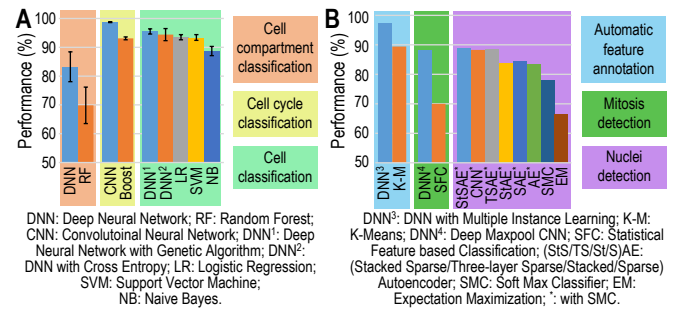 A
Performance (%)
100
90
80
70
60
50
DNN
RF
CNN
Boost
DNN¹
DNN²
LR
SVM
NB
Cell
compartment
classification
Cell cycle
classification
Cell
classification
DNN: Deep Neural Network; RF: Random Forest;
CNN: Convolutoinal Neural Network; DNN¹: Deep
Neural Network with Genetic Algorithm; DNN²:
DNN with Cross Entropy; LR: Logistic Regression;
SVM: Support Vector Machine;
NB: Naive Bayes.
B
Performance (%)
100
90
80
70
60
50
DNN³
K-M
DNN⁴
SFC
StSAE*
CNN*
TSAE*
StAE*
SAE*
AE*
SMC
EM
Automatic
feature
annotation
Mitosis
detection
Nuclei
detection
DNN³: DNN with Multiple Instance Learning; K-M:
K-Means; DNN⁴: Deep Maxpool CNN; SFC: Statistical
Feature based Classification; (StS/TS/St/S)AE:
(Stacked Sparse/Three-layer Sparse/Stacked/Sparse)
Autoencoder; SMC: Soft Max Classifier; EM:
Expectation Maximization; *: with SMC.